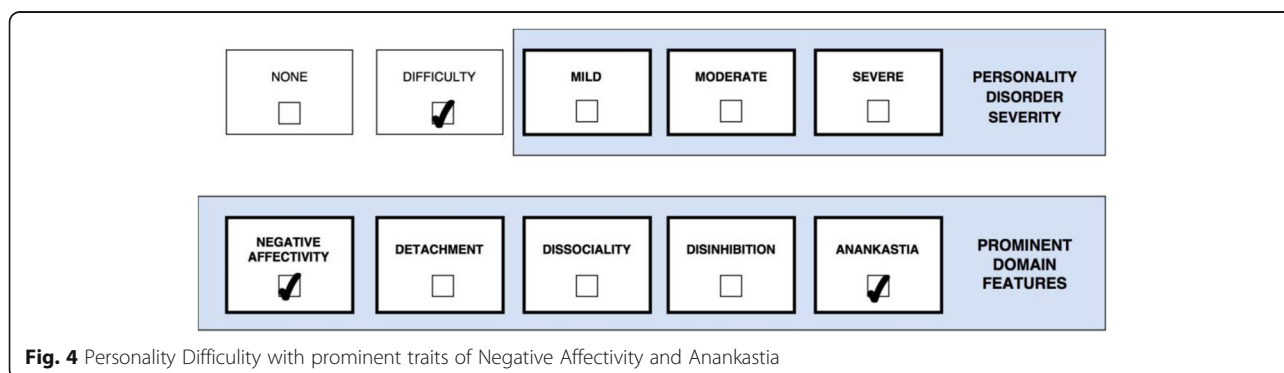 NONE
DIFFICULTY
MILD
MODERATE
SEVERE
PERSONALITY
DISORDER
SEVERITY
NEGATIVE
AFFECTIVITY
DETACHMENT
DISSOCIALITY
DISINHIBITION
ANANKASTIA
PROMINENT
DOMAIN
FEATURES
Fig. 4 Personality Difficulity with prominent traits of Negative Affectivity and Anankastia